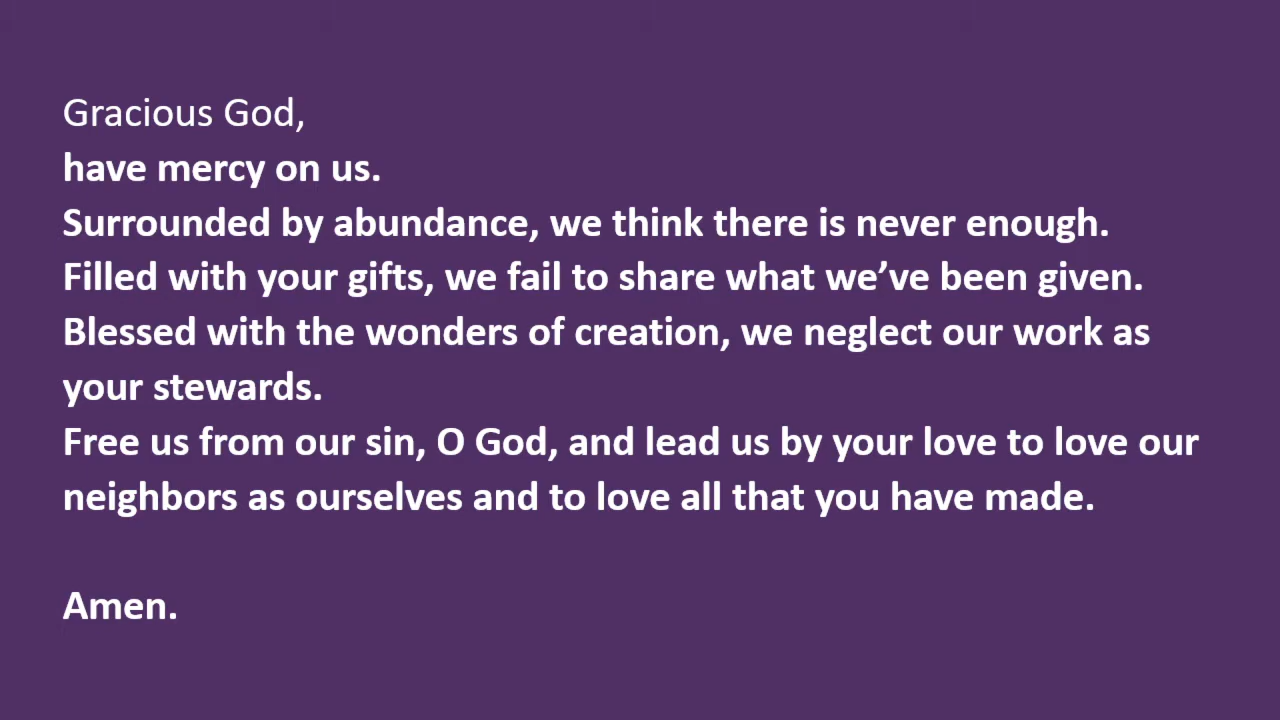 Gracious God,
have mercy on us.
Surrounded by abundance, we think there is never enough.
Filled with your gifts, we fail to share what we’ve been given.
Blessed with the wonders of creation, we neglect our work as
your stewards.
Free us from our sin, O God, and lead us by your love to love our
neighbors as ourselves and to love all that you have made.
Amen.